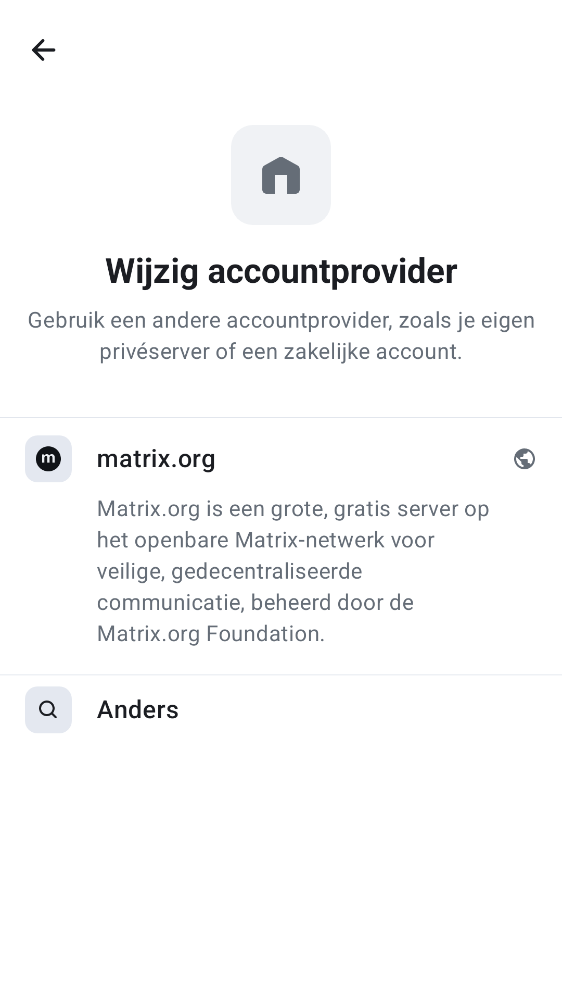 Wijzig accountprovider
Gebruik een andere accountprovider, zoals je eigen
privéserver of een zakelijke account.
m matrix.org
Matrix.org is een grote, gratis server op
het openbare Matrix-netwerk voor
veilige, gedecentraliseerde
communicatie, beheerd door de
Matrix.org Foundation.
Anders